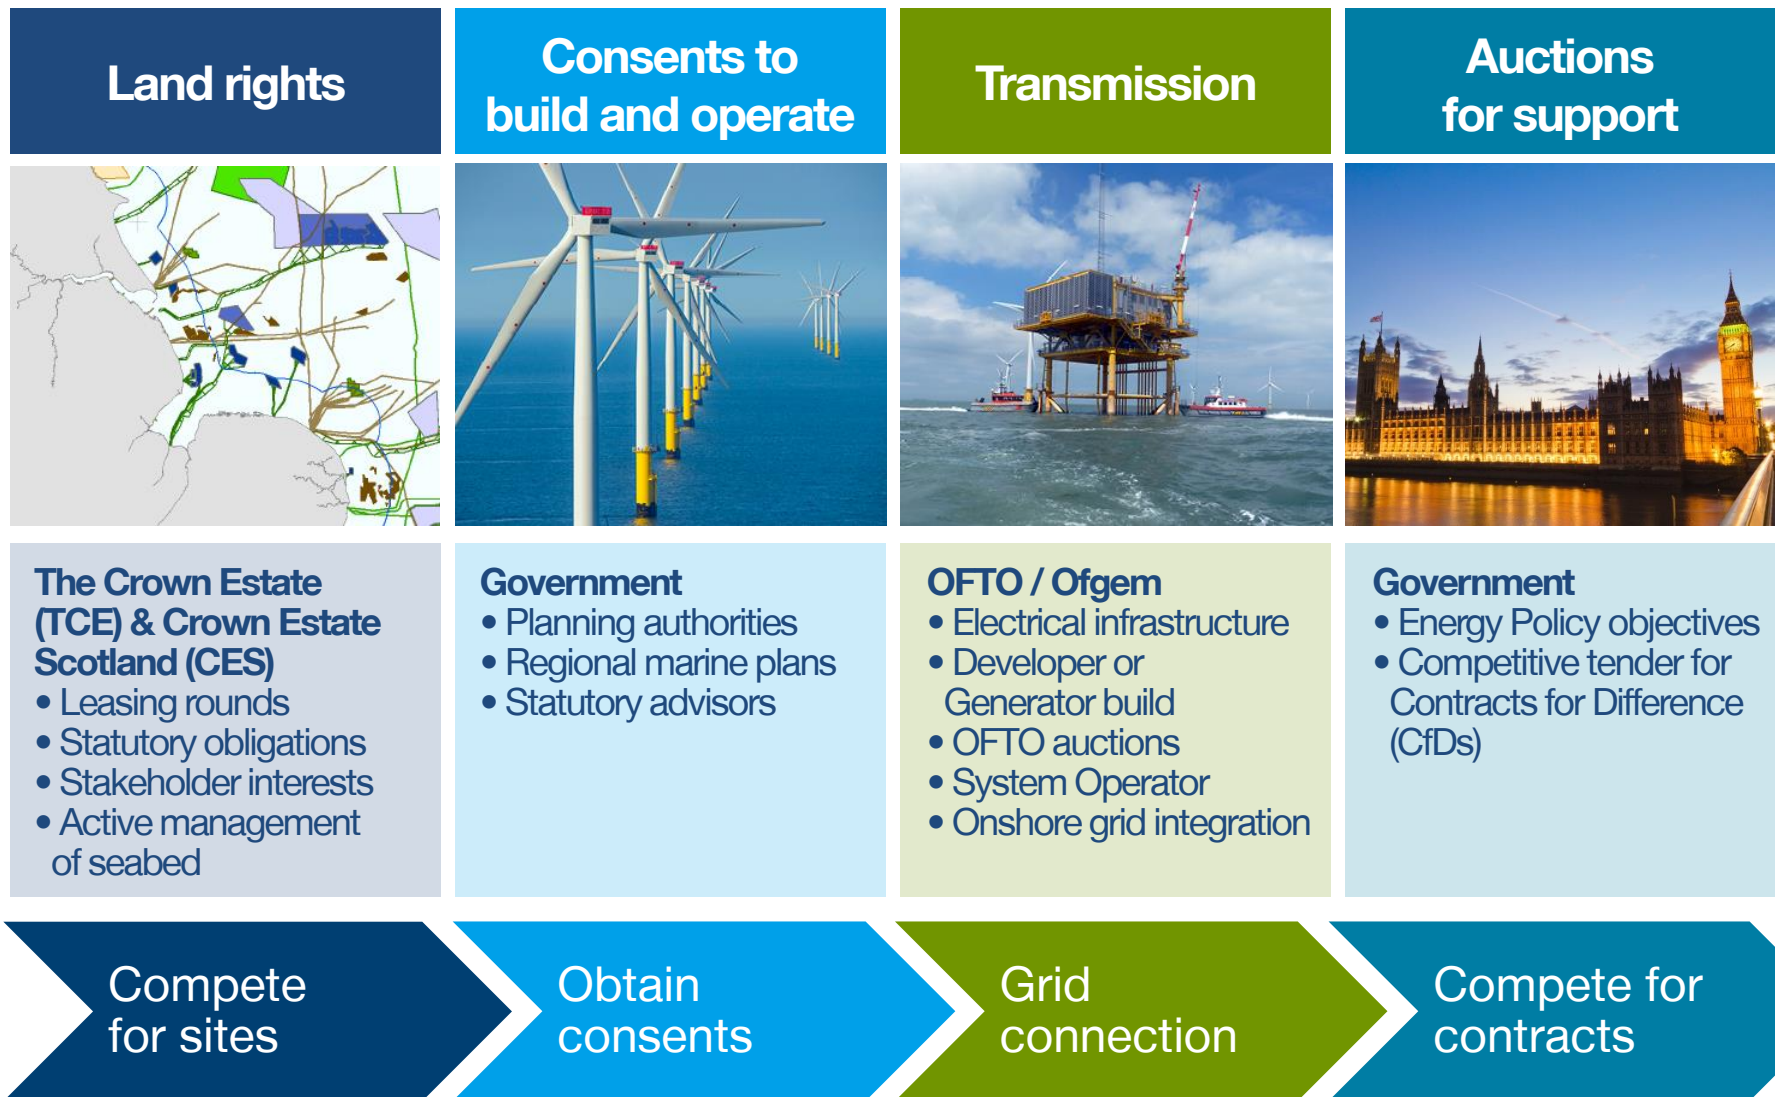 Land rights
Consents to
build and operate
Transmission
Auctions
for support
The Crown Estate
(TCE) & Crown Estate
Scotland (CES)
• Leasing rounds
• Statutory obligations
• Stakeholder interests
• Active management
of seabed
Government
• Planning authorities
• Regional marine plans
• Statutory advisors
OFTO / Ofgem
• Electrical infrastructure
• Developer or
Generator build
• OFTO auctions
• System Operator
• Onshore grid integration
Government
• Energy Policy objectives
• Competitive tender for
Contracts for Difference
(CfDs)
Compete
for sites
Obtain
consents
Grid
connection
Compete for
contracts